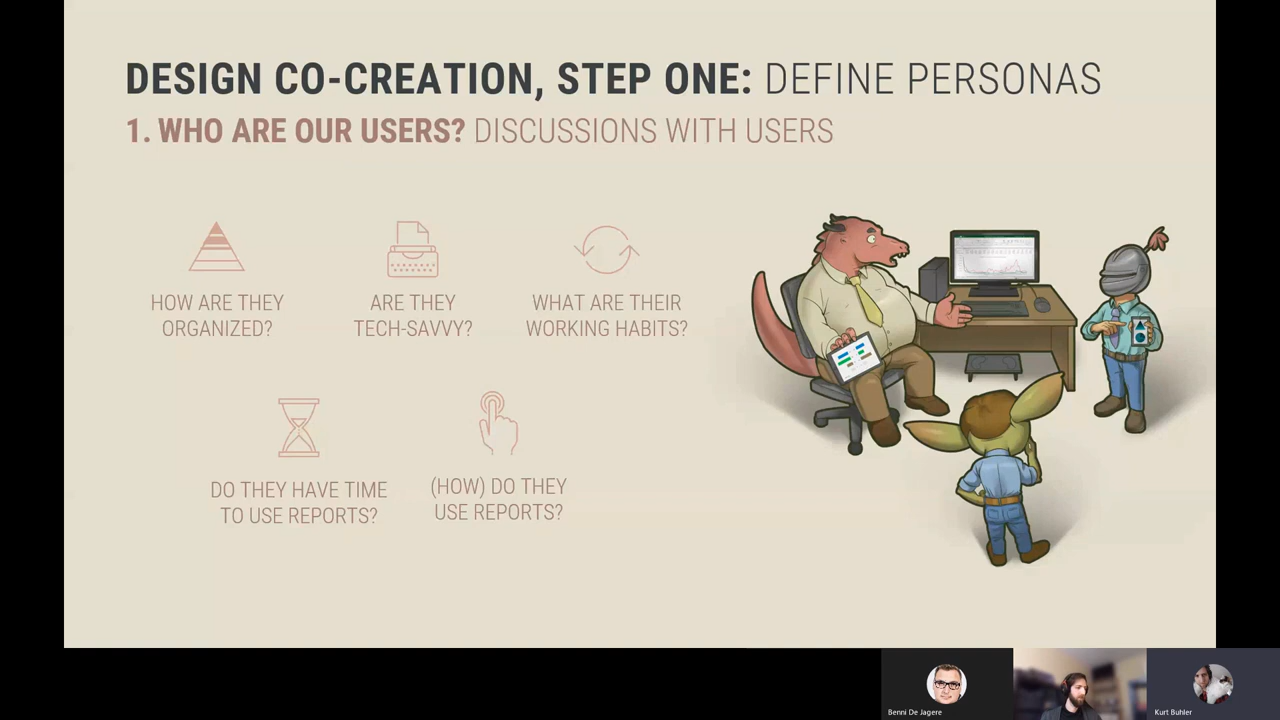 DESIGN CO-CREATION, STEP ONE: DEFINE PERSONAS
1. WHO ARE OUR USERS? DISCUSSIONS WITH USERS
HOW ARE THEY
ORGANIZED?
ARE THEY
TECH-SAVVY?
WHAT ARE THEIR
WORKING HABITS?
DO THEY HAVE TIME
TO USE REPORTS?
(HOW) DO THEY
USE REPORTS?
Benni De Jagere
Kurt Buhler